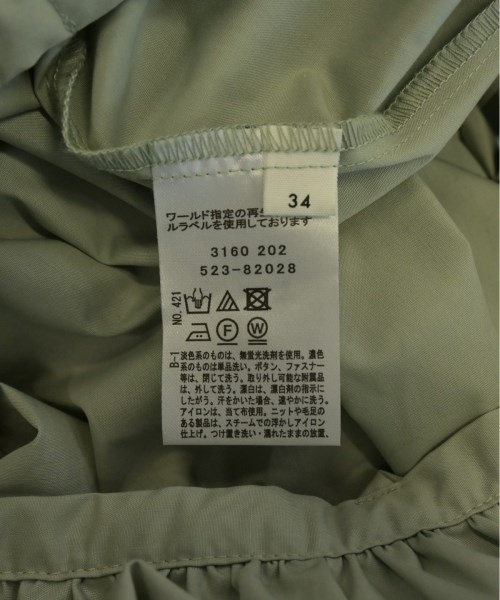 34
ワールド指定の再生
ルラベルを使用しております
3160 202
523-82028
NO. 421
F W
B-1
淡色系のものは、無蛍光洗剤を使用。濃色
系のものは単品洗い。ボタン、ファスナー
等は、閉じて洗う。取り外し可能な附属品
は、外して洗う。漂白は、漂白剤の指示に
したがう。汗をかいた場合、速やかに洗う。
アイロンは、当て布使用。ニットや毛足の
ある製品は、スチームでの浮かしアイロン
仕上げ。つけ置き洗い・濡れたままの放置、